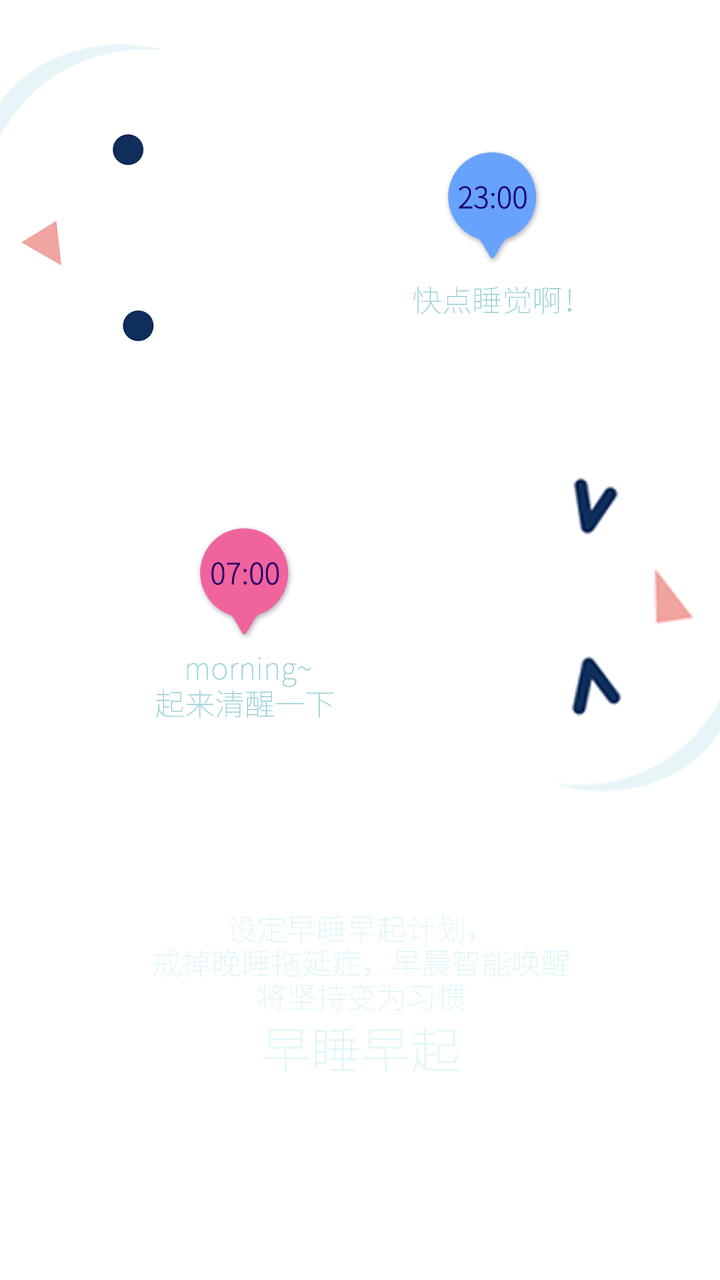 23:00
快点睡觉啊!
07:00
morning~
起来清醒一下
设定早睡早起计划,
戒掉晚睡拖延症,早晨智能唤醒
将坚持变为习惯
早睡早起